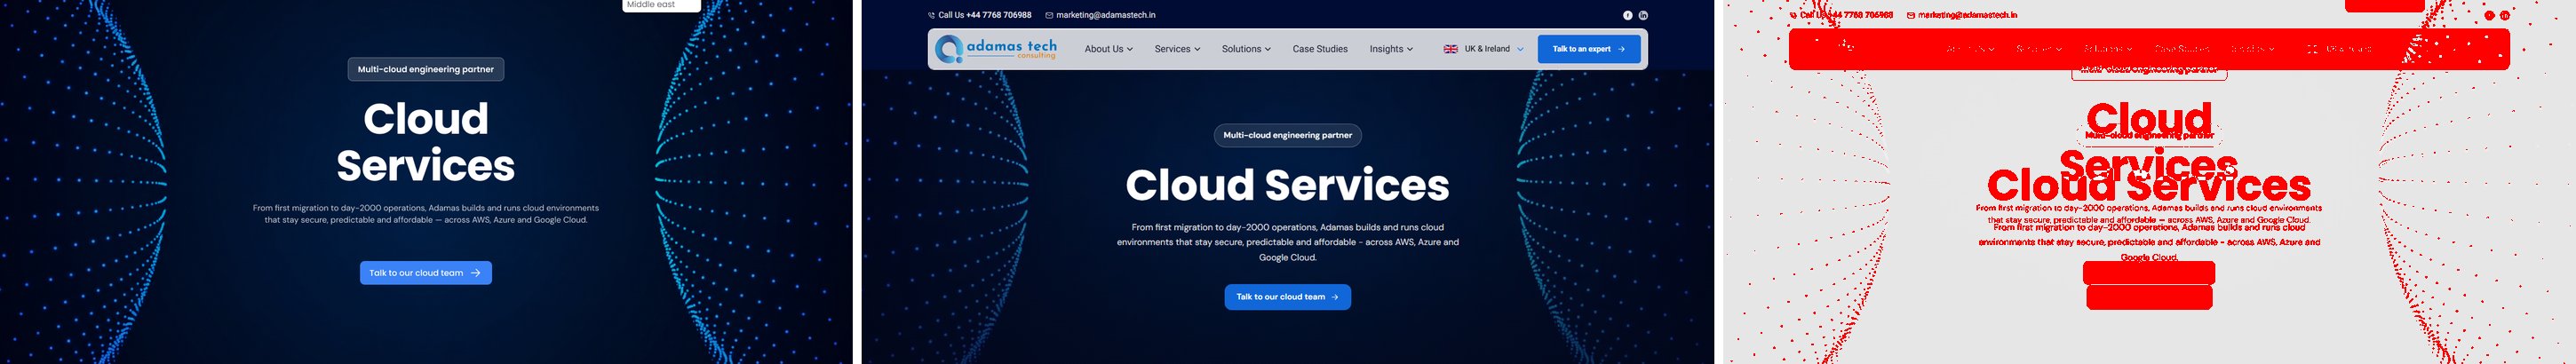 Middle east
Multi-cloud engineering partner
Cloud
Services
From first migration to day-2000 operations, Adamas builds and runs cloud environments
that stay secure, predictable and affordable — across AWS, Azure and Google Cloud.
Talk to our cloud team
Call Us +44 7768 706988 marketing@adamastech.in
adamas tech
consulting
About Us Services Solutions Case Studies Insights UK & Ireland Talk to an expert
Multi-cloud engineering partner
Cloud Services
From first migration to day-2000 operations, Adamas builds and runs cloud
environments that stay secure, predictable and affordable - across AWS, Azure and
Google Cloud.
Talk to our cloud team
Call Us +44 7768 706988 marketing@adamastech.in
Multi-cloud engineering partner
Cloud
Multi-cloud engineering partner
Services
Cloud Services
From first migration to day-2000 operations, Adamas builds and runs cloud environments
that stay secure, predictable and affordable — across AWS, Azure and Google Cloud.
From first migration to day-2000 operations, Adamas builds and runs cloud
environments that stay secure, predictable and affordable - across AWS, Azure and
Google Cloud.